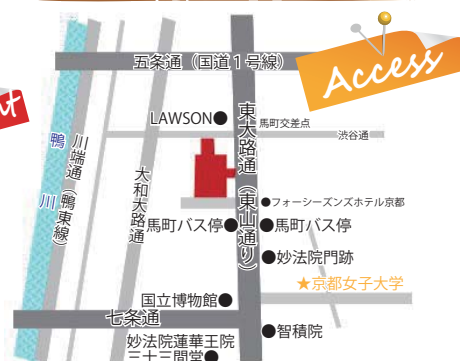 五条通（国道１号線）
Access
LAWSON
馬町交差点
渋谷通
東大路通（東山通り）
鴨川
川端通（鴨東線）
大和大路通
フォーシーズンズホテル京都
馬町バス停
馬町バス停
妙法院門跡
★京都女子大学
国立博物館
七条通
智積院
妙法院蓮華王院
三十三間堂